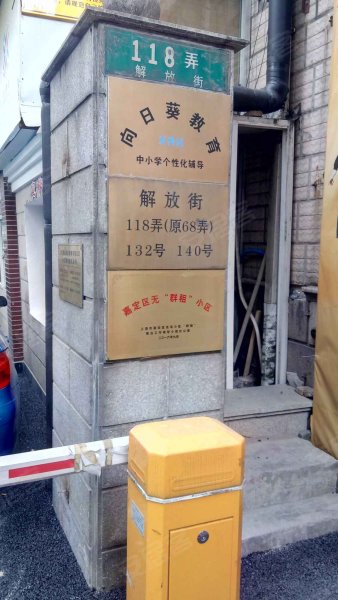 118弄
解放街
向日葵教育
中小学个性化辅导
解放街
118弄(原68弄)
132号 140号
嘉定区无“群租”小区